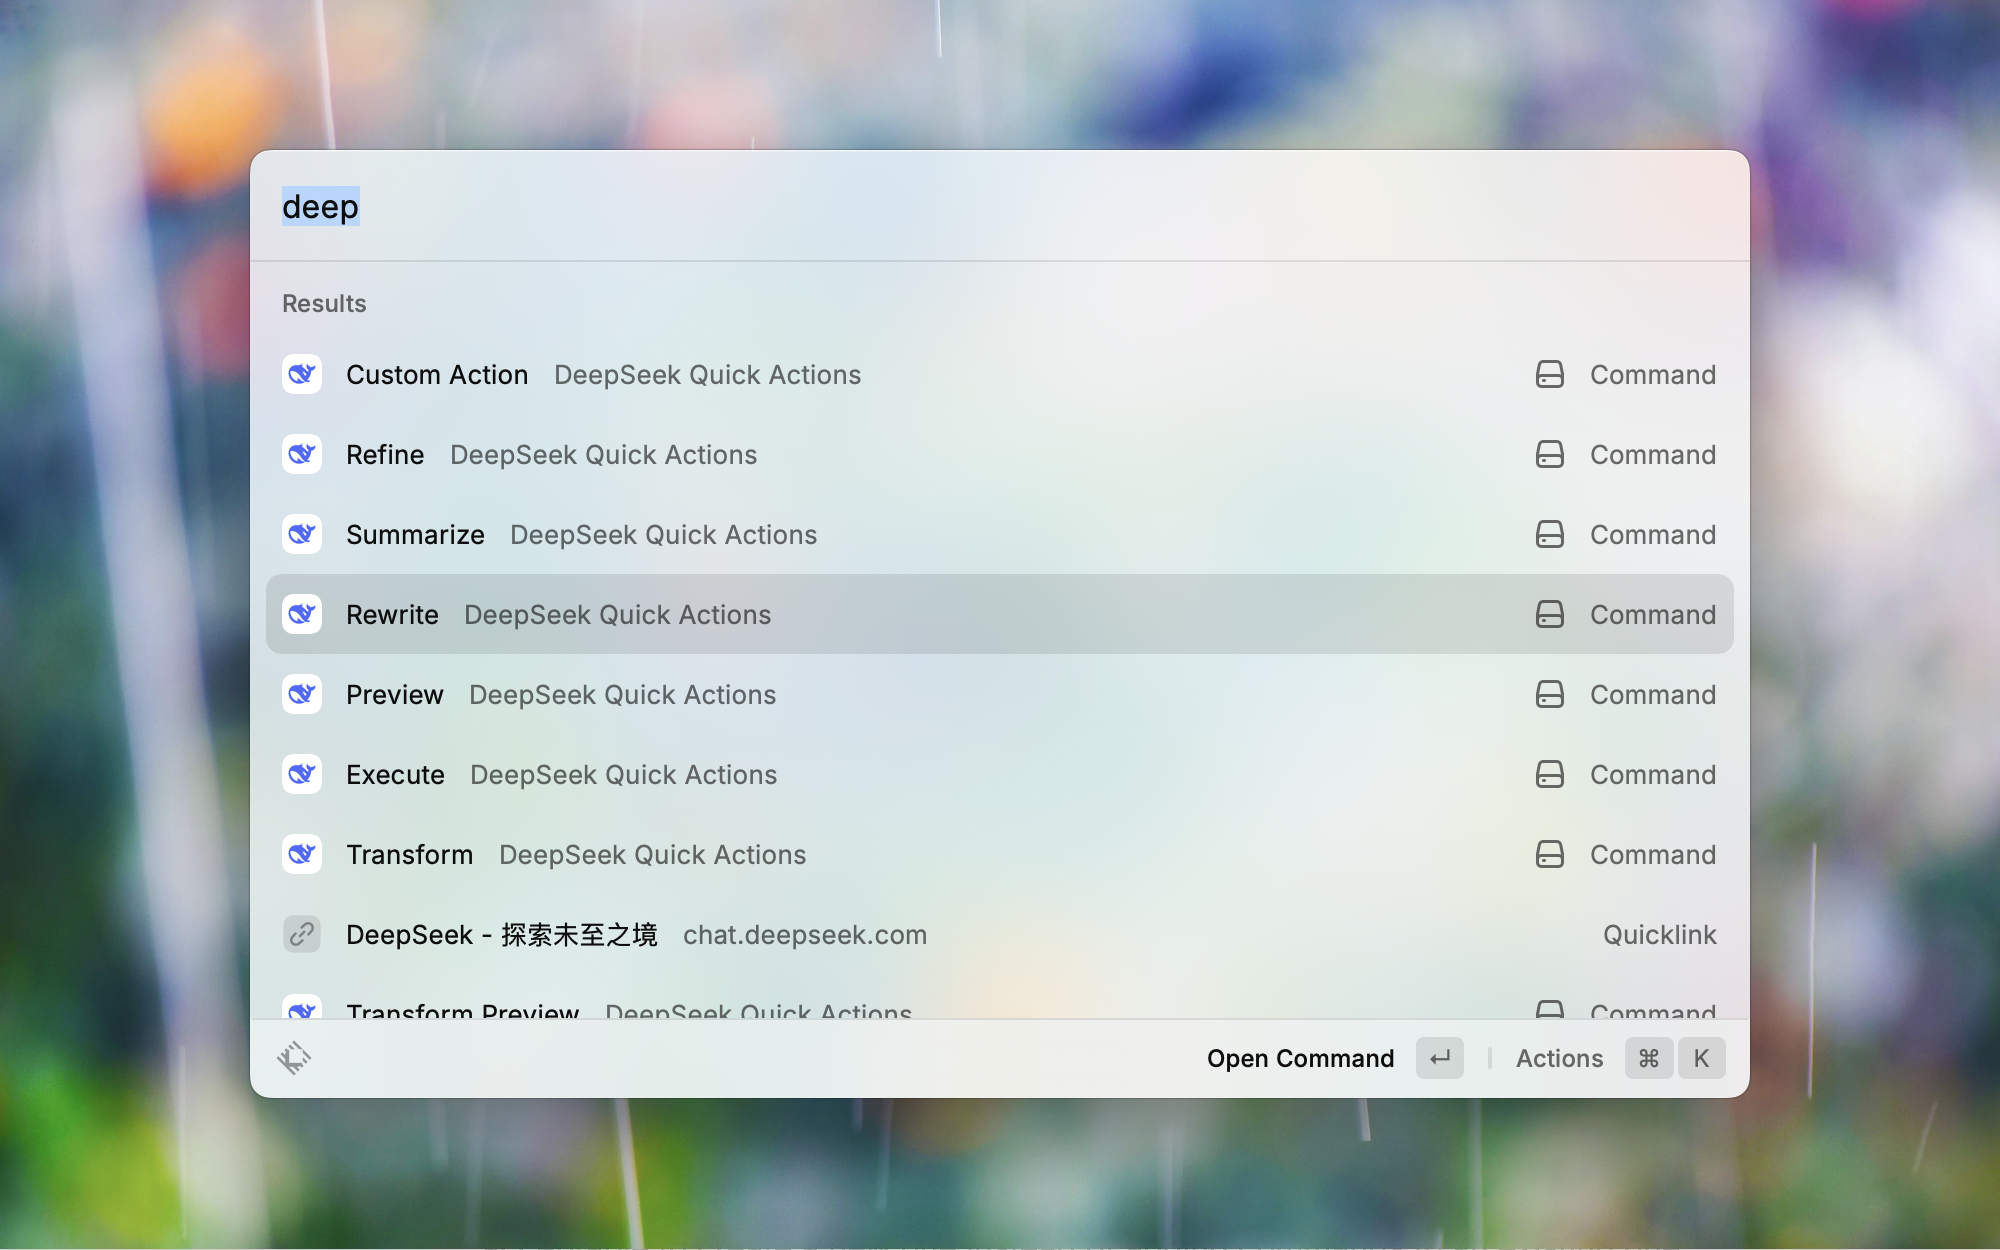 deep
Results
Custom Action DeepSeek Quick Actions Command
Refine DeepSeek Quick Actions Command
Summarize DeepSeek Quick Actions Command
Rewrite DeepSeek Quick Actions Command
Preview DeepSeek Quick Actions Command
Execute DeepSeek Quick Actions Command
Transform DeepSeek Quick Actions Command
DeepSeek - 探索未至之境 chat.deepseek.com Quicklink
Transform Preview DeepSeek Quick Actions Command
Open Command ↵ Actions ⌘ K